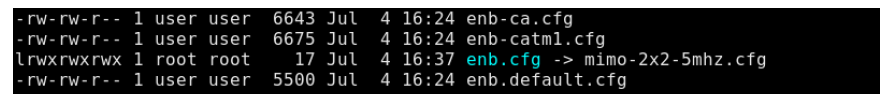 -rw-rw-r-- 1 user user  6643 Jul  4 16:24 enb-ca.cfg
-rw-rw-r-- 1 user user  6675 Jul  4 16:24 enb-catm1.cfg
lrwxrwxrwx 1 root root    17 Jul  4 16:37 enb.cfg -> mimo-2x2-5mhz.cfg
-rw-rw-r-- 1 user user  5500 Jul  4 16:24 enb.default.cfg